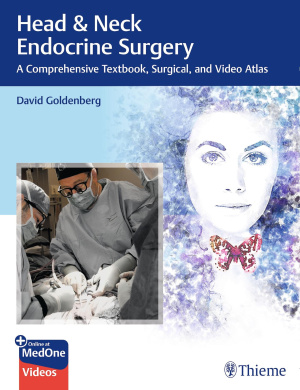 Head & Neck
Endocrine Surgery
A Comprehensive Textbook, Surgical, and Video Atlas
David Goldenberg
Online at
MedOne
Videos
Thieme